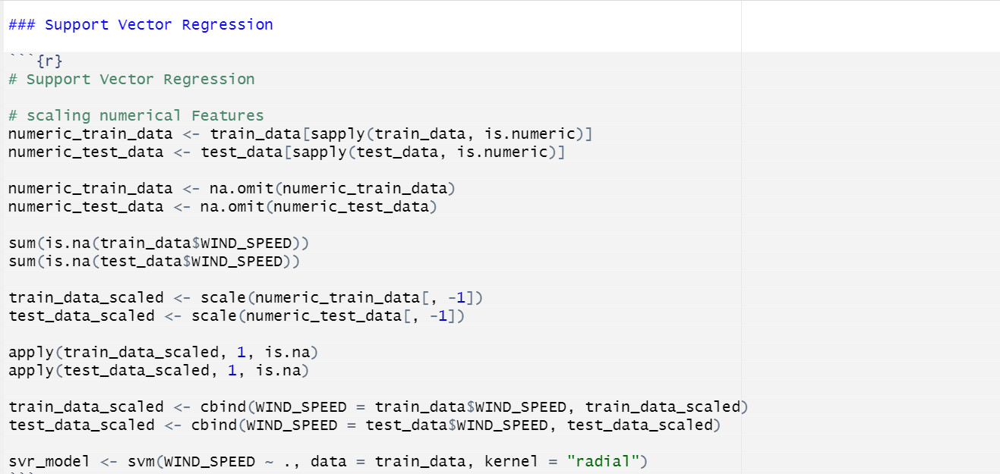 ### Support Vector Regression
```{r}
# Support Vector Regression
# scaling numerical Features
numeric_train_data <- train_data[sapply(train_data, is.numeric)]
numeric_test_data <- test_data[sapply(test_data, is.numeric)]
numeric_train_data <- na.omit(numeric_train_data)
numeric_test_data <- na.omit(numeric_test_data)
sum(is.na(train_data$WIND_SPEED))
sum(is.na(test_data$WIND_SPEED))
train_data_scaled <- scale(numeric_train_data[, -1])
test_data_scaled <- scale(numeric_test_data[, -1])
apply(train_data_scaled, 1, is.na)
apply(test_data_scaled, 1, is.na)
train_data_scaled <- cbind(WIND_SPEED = train_data$WIND_SPEED, train_data_scaled)
test_data_scaled <- cbind(WIND_SPEED = test_data$WIND_SPEED, test_data_scaled)
svr_model <- svm(WIND_SPEED ~ ., data = train_data, kernel = "radial")
```